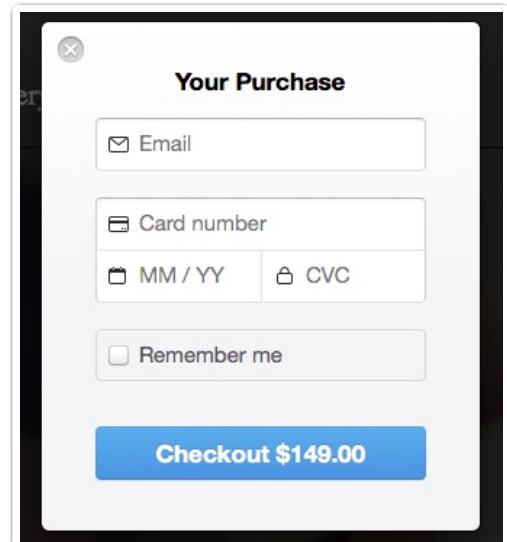 Your Purchase
Email
Card number
MM / YY CVC
Remember me
Checkout $149.00